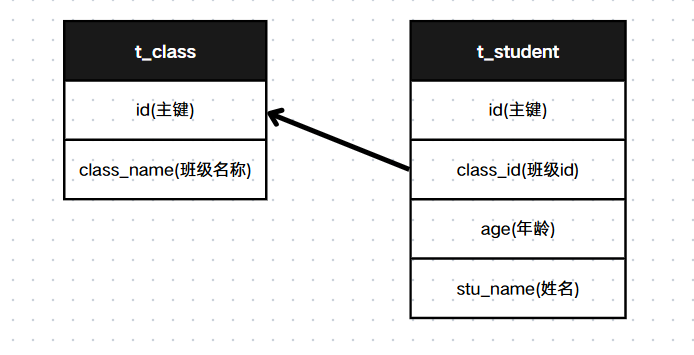 t_class
id(主键)
class_name(班级名称)
t_student
id(主键)
class_id(班级id)
age(年龄)
stu_name(姓名)